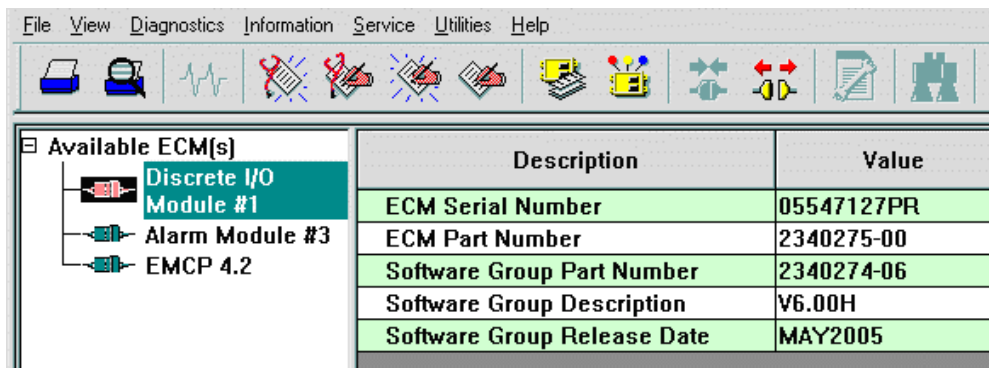 File View Diagnostics Information Service Utilities Help
Available ECM(s)
Discrete I/O
Module #1
Alarm Module #3
EMCP 4.2
Description Value
ECM Serial Number 05547127PR
ECM Part Number 2340275-00
Software Group Part Number 2340274-06
Software Group Description V6.00H
Software Group Release Date MAY2005